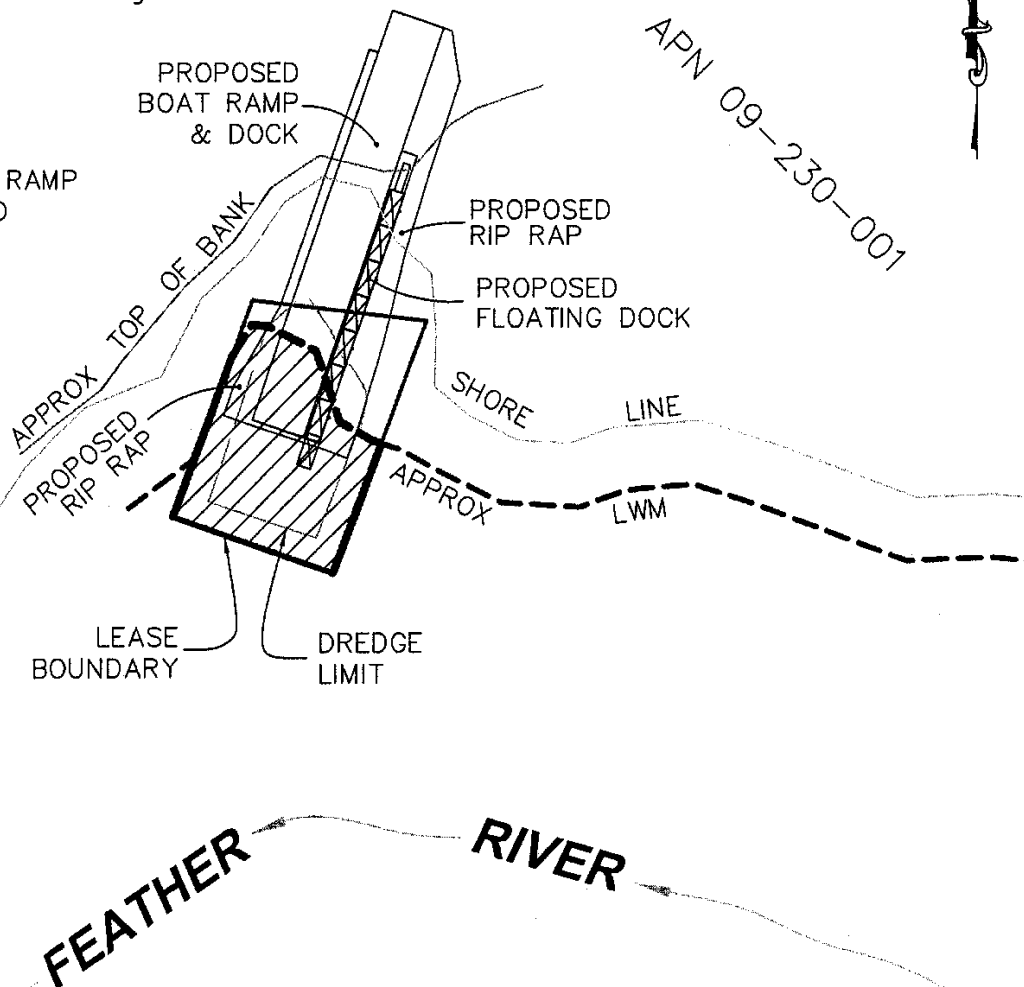 PROPOSED
BOAT RAMP
& DOCK
APN 09-230-001
RAMP
PROPOSED
RIP RAP
PROPOSED
FLOATING DOCK
APPROX TOP OF BANK
SHORE LINE
PROPOSED
RIP RAP
APPROX LWM
LEASE
BOUNDARY
DREDGE
LIMIT
FEATHER RIVER